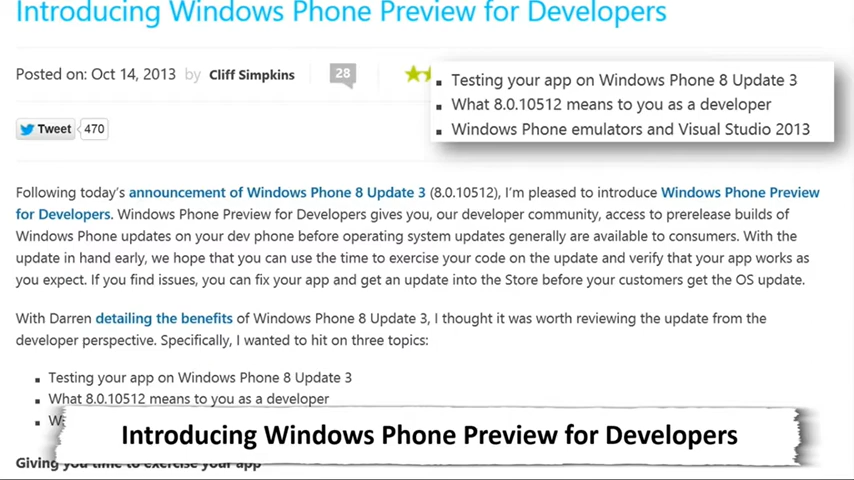 Introducing Windows Phone Preview for Developers
Posted on: Oct 14, 2013 by Cliff Simpkins 28
▪ Testing your app on Windows Phone 8 Update 3
▪ What 8.0.10512 means to you as a developer
▪ Windows Phone emulators and Visual Studio 2013
Tweet 470
Following today's announcement of Windows Phone 8 Update 3 (8.0.10512), I'm pleased to introduce Windows Phone Preview
for Developers. Windows Phone Preview for Developers gives you, our developer community, access to prerelease builds of
Windows Phone updates on your dev phone before operating system updates generally are available to consumers. With the
update in hand early, we hope that you can use the time to exercise your code on the update and verify that your app works as
you expect. If you find issues, you can fix your app and get an update into the Store before your customers get the OS update.
With Darren detailing the benefits of Windows Phone 8 Update 3, I thought it was worth reviewing the update from the
developer perspective. Specifically, I wanted to hit on three topics:
▪ Testing your app on Windows Phone 8 Update 3
▪ What 8.0.10512 means to you as a developer
Introducing Windows Phone Preview for Developers
Giving you time to exercise your app